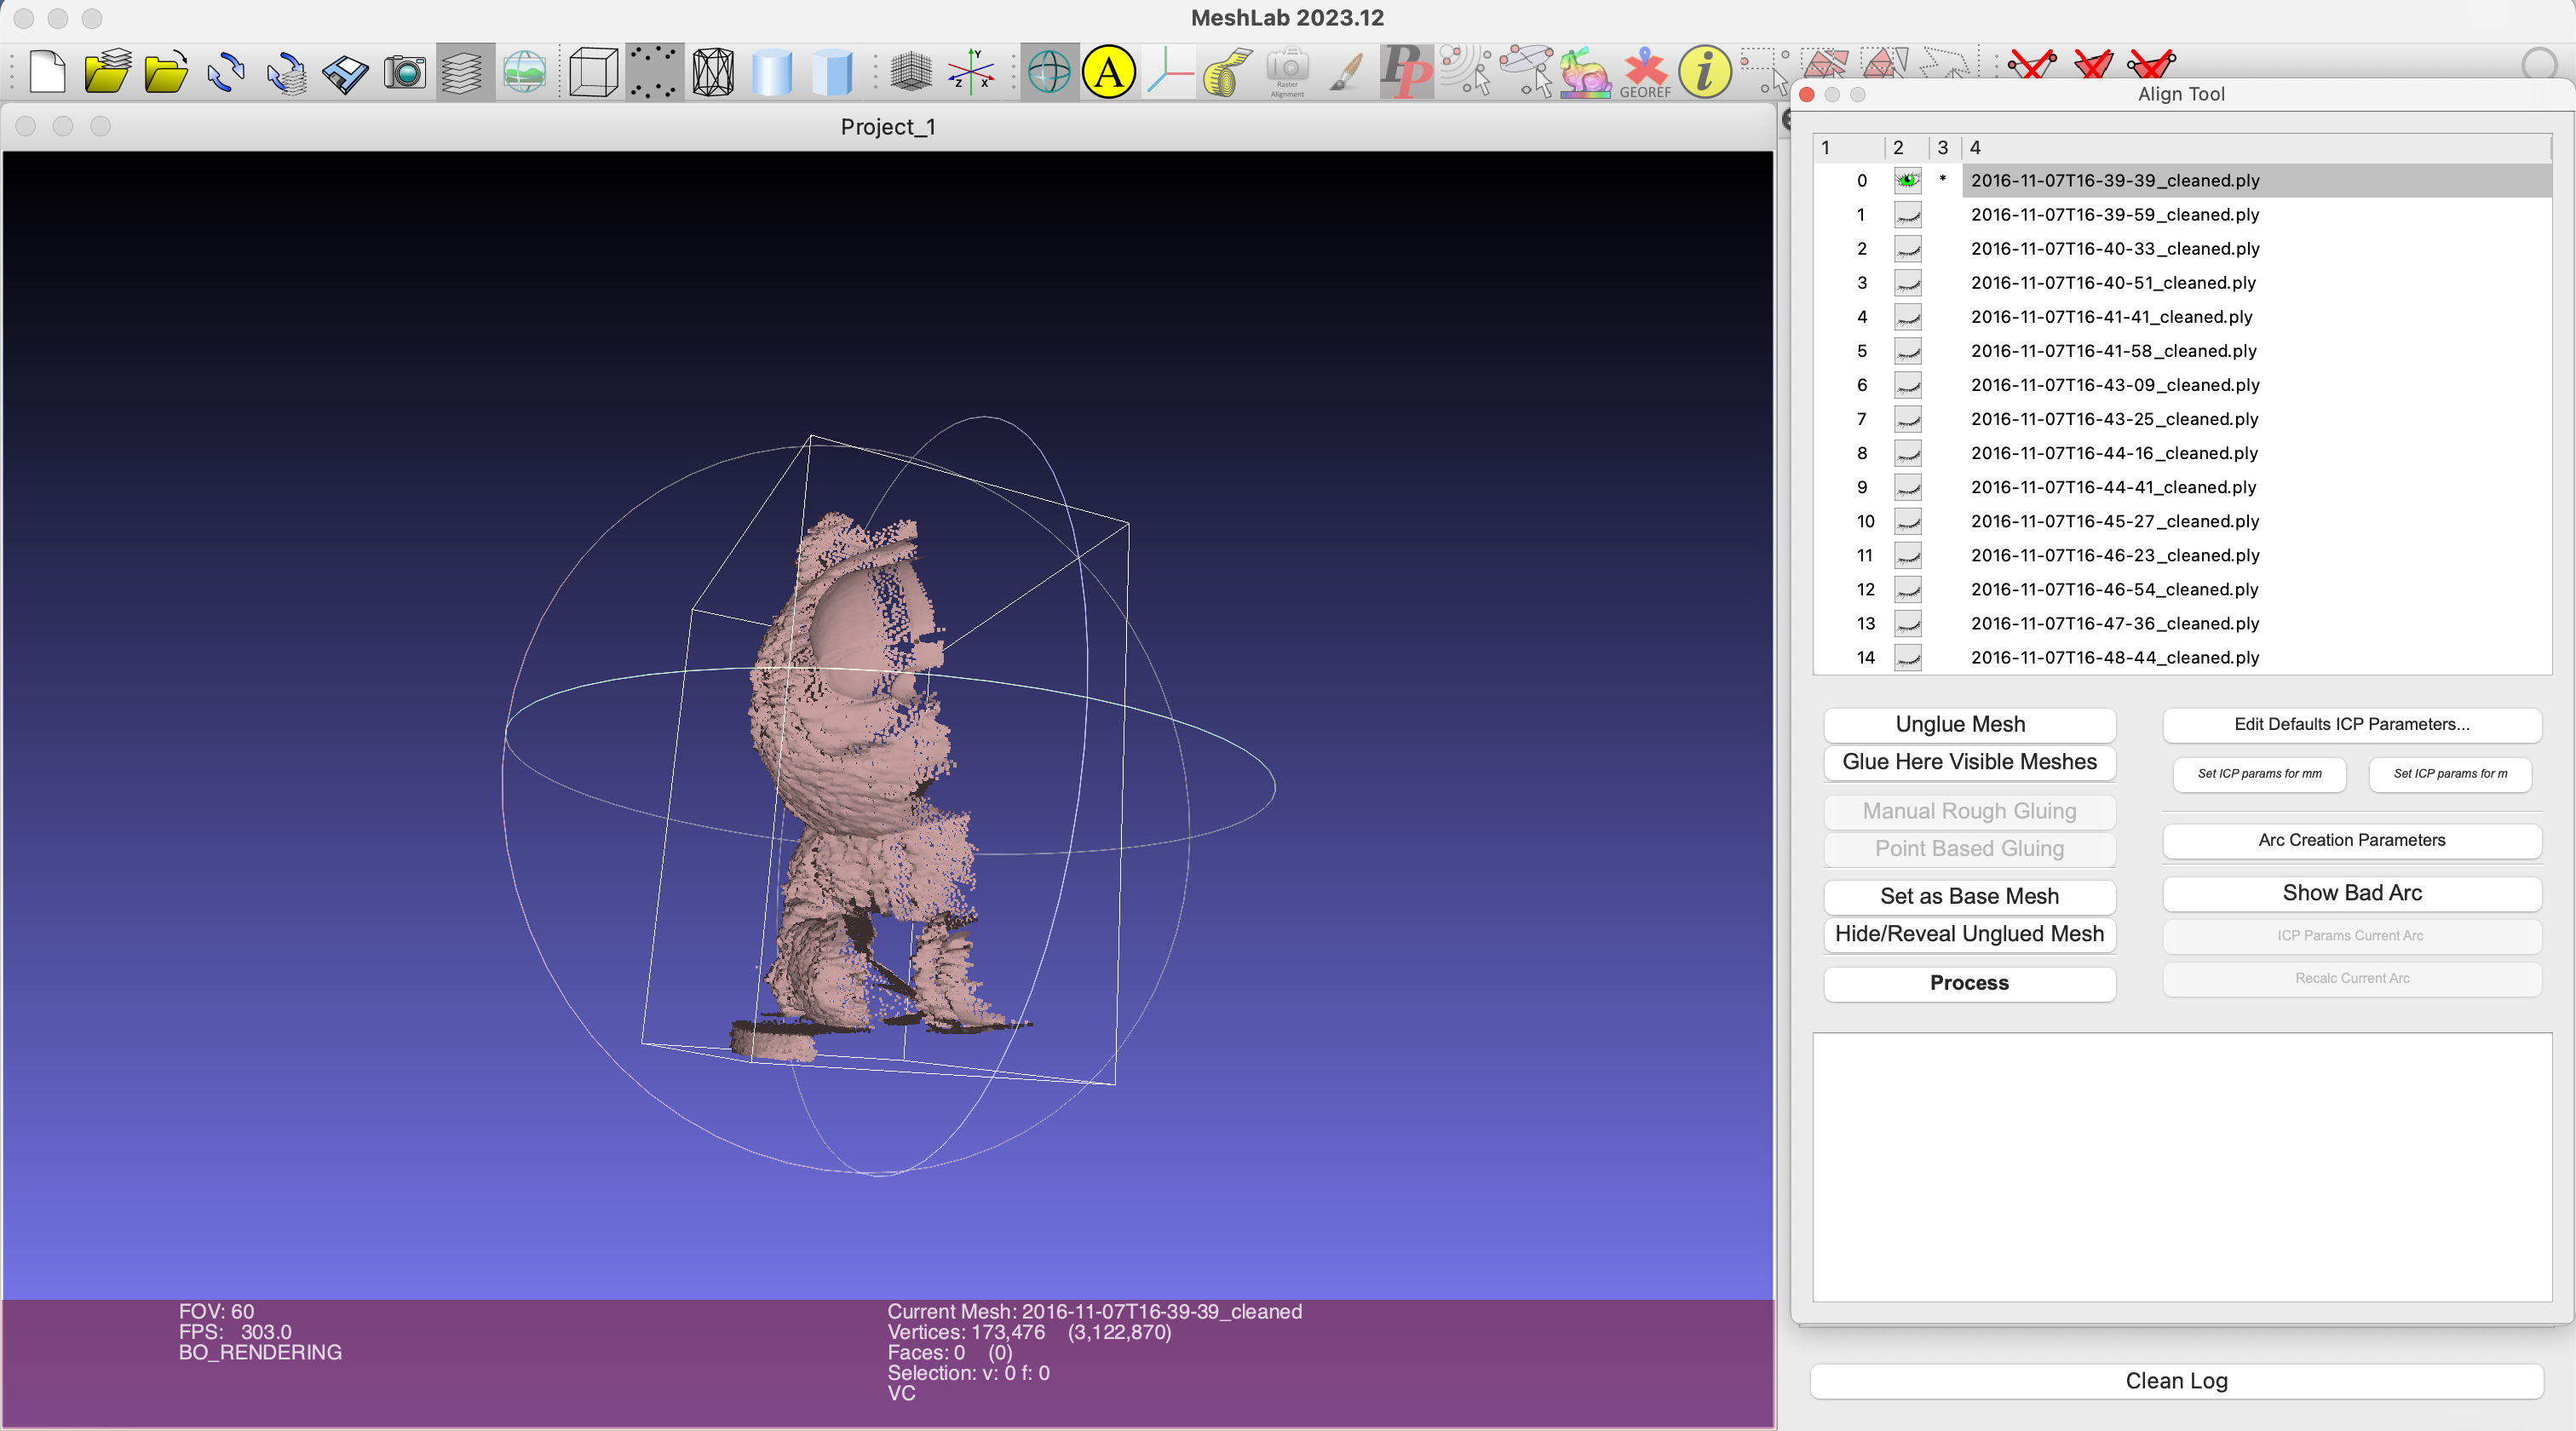 MeshLab 2023.12
A
Y
Z
X
Raster
Alignment
PP
GEOREF
i
Project_1
Align Tool
1 2 3 4
0 * 2016-11-07T16-39-39_cleaned.ply
1 2016-11-07T16-39-59_cleaned.ply
2 2016-11-07T16-40-33_cleaned.ply
3 2016-11-07T16-40-51_cleaned.ply
4 2016-11-07T16-41-41_cleaned.ply
5 2016-11-07T16-41-58_cleaned.ply
6 2016-11-07T16-43-09_cleaned.ply
7 2016-11-07T16-43-25_cleaned.ply
8 2016-11-07T16-44-16_cleaned.ply
9 2016-11-07T16-44-41_cleaned.ply
10 2016-11-07T16-45-27_cleaned.ply
11 2016-11-07T16-46-23_cleaned.ply
12 2016-11-07T16-46-54_cleaned.ply
13 2016-11-07T16-47-36_cleaned.ply
14 2016-11-07T16-48-44_cleaned.ply
Unglue Mesh
Glue Here Visible Meshes
Manual Rough Gluing
Point Based Gluing
Set as Base Mesh
Hide/Reveal Unglued Mesh
Process
Edit Defaults ICP Parameters...
Set ICP params for mm
Set ICP params for m
Arc Creation Parameters
Show Bad Arc
ICP Params Current Arc
Recalc Current Arc
FOV: 60
FPS: 303.0
BO_RENDERING
Current Mesh: 2016-11-07T16-39-39_cleaned
Vertices: 173,476 (3,122,870)
Faces: 0 (0)
Selection: v: 0 f: 0
VC
Clean Log